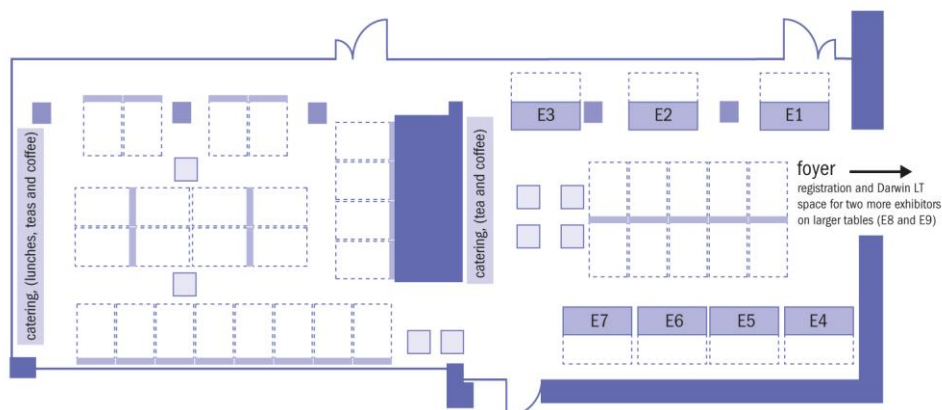 catering, (lunches, teas and coffee)
catering, (tea and coffee)
E3
E2
E1
foyer
registration and Darwin LT
space for two more exhibitors
on larger tables (E8 and E9)
E7
E6
E5
E4